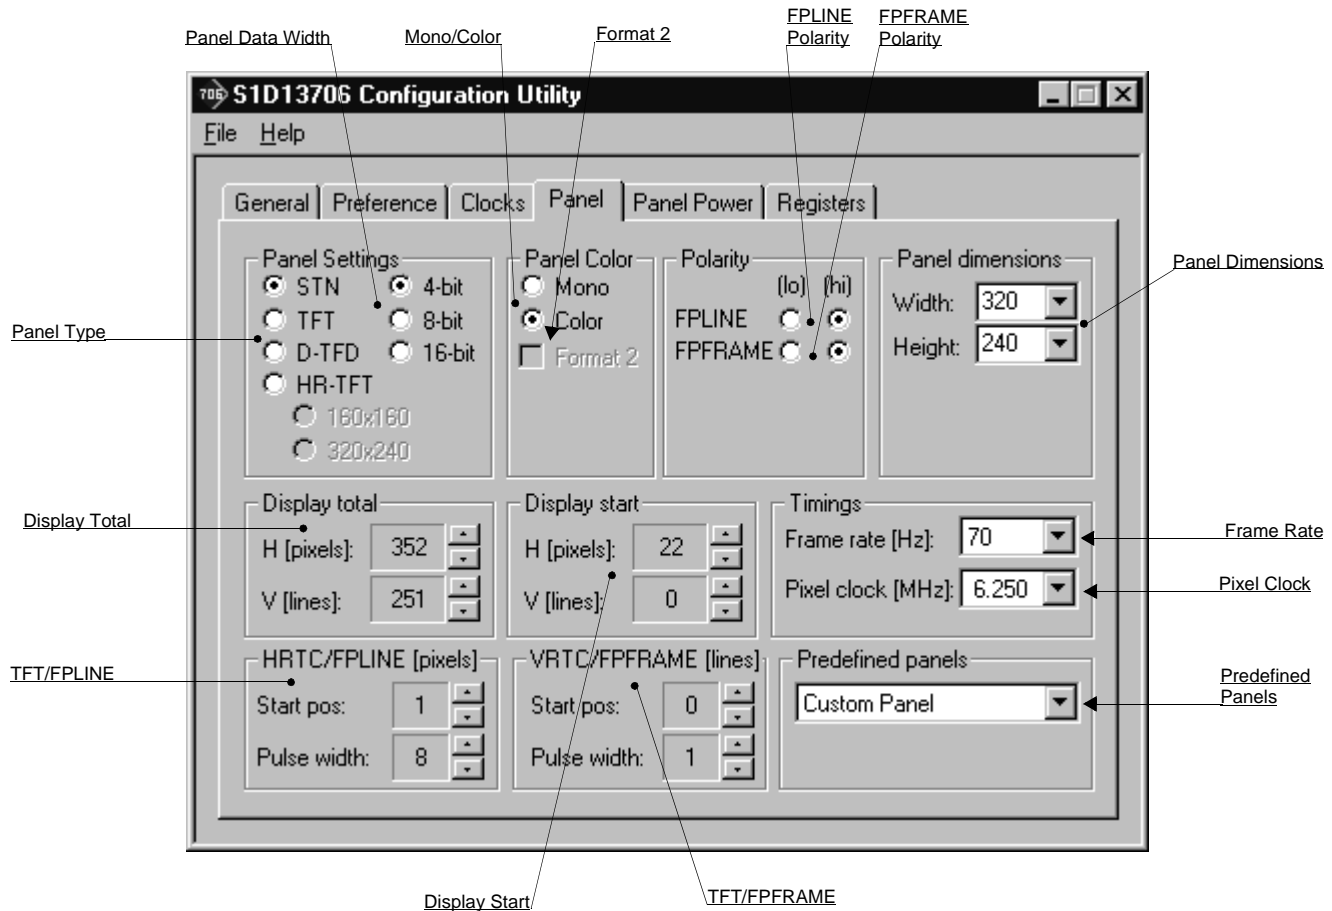 FPLINE
Polarity
FPFRAME
Polarity
Panel Data Width
Mono/Color
Format 2
706
S1D13706 Configuration Utility
File Help
General Preference Clocks Panel Panel Power Registers
Panel Settings
STN 4-bit
TFT 8-bit
D-TFD 16-bit
HR-TFT
160x160
320x240
Panel Color
Mono
Color
Format 2
Polarity
(lo) (hi)
FPLINE
FPFRAME
Panel dimensions
Width: 320
Height: 240
Panel Dimensions
Panel Type
Display total
H [pixels]: 352
V [lines]: 251
Display start
H [pixels]: 22
V [lines]: 0
Timings
Frame rate [Hz]: 70
Pixel clock [MHz]: 6.250
Display Total
Frame Rate
Pixel Clock
HRTC/FPLINE [pixels]
Start pos: 1
Pulse width: 8
VRTC/FPFRAME [lines]
Start pos: 0
Pulse width: 1
Predefined panels
Custom Panel
TFT/FPLINE
Predefined
Panels
Display Start
TFT/FPFRAME